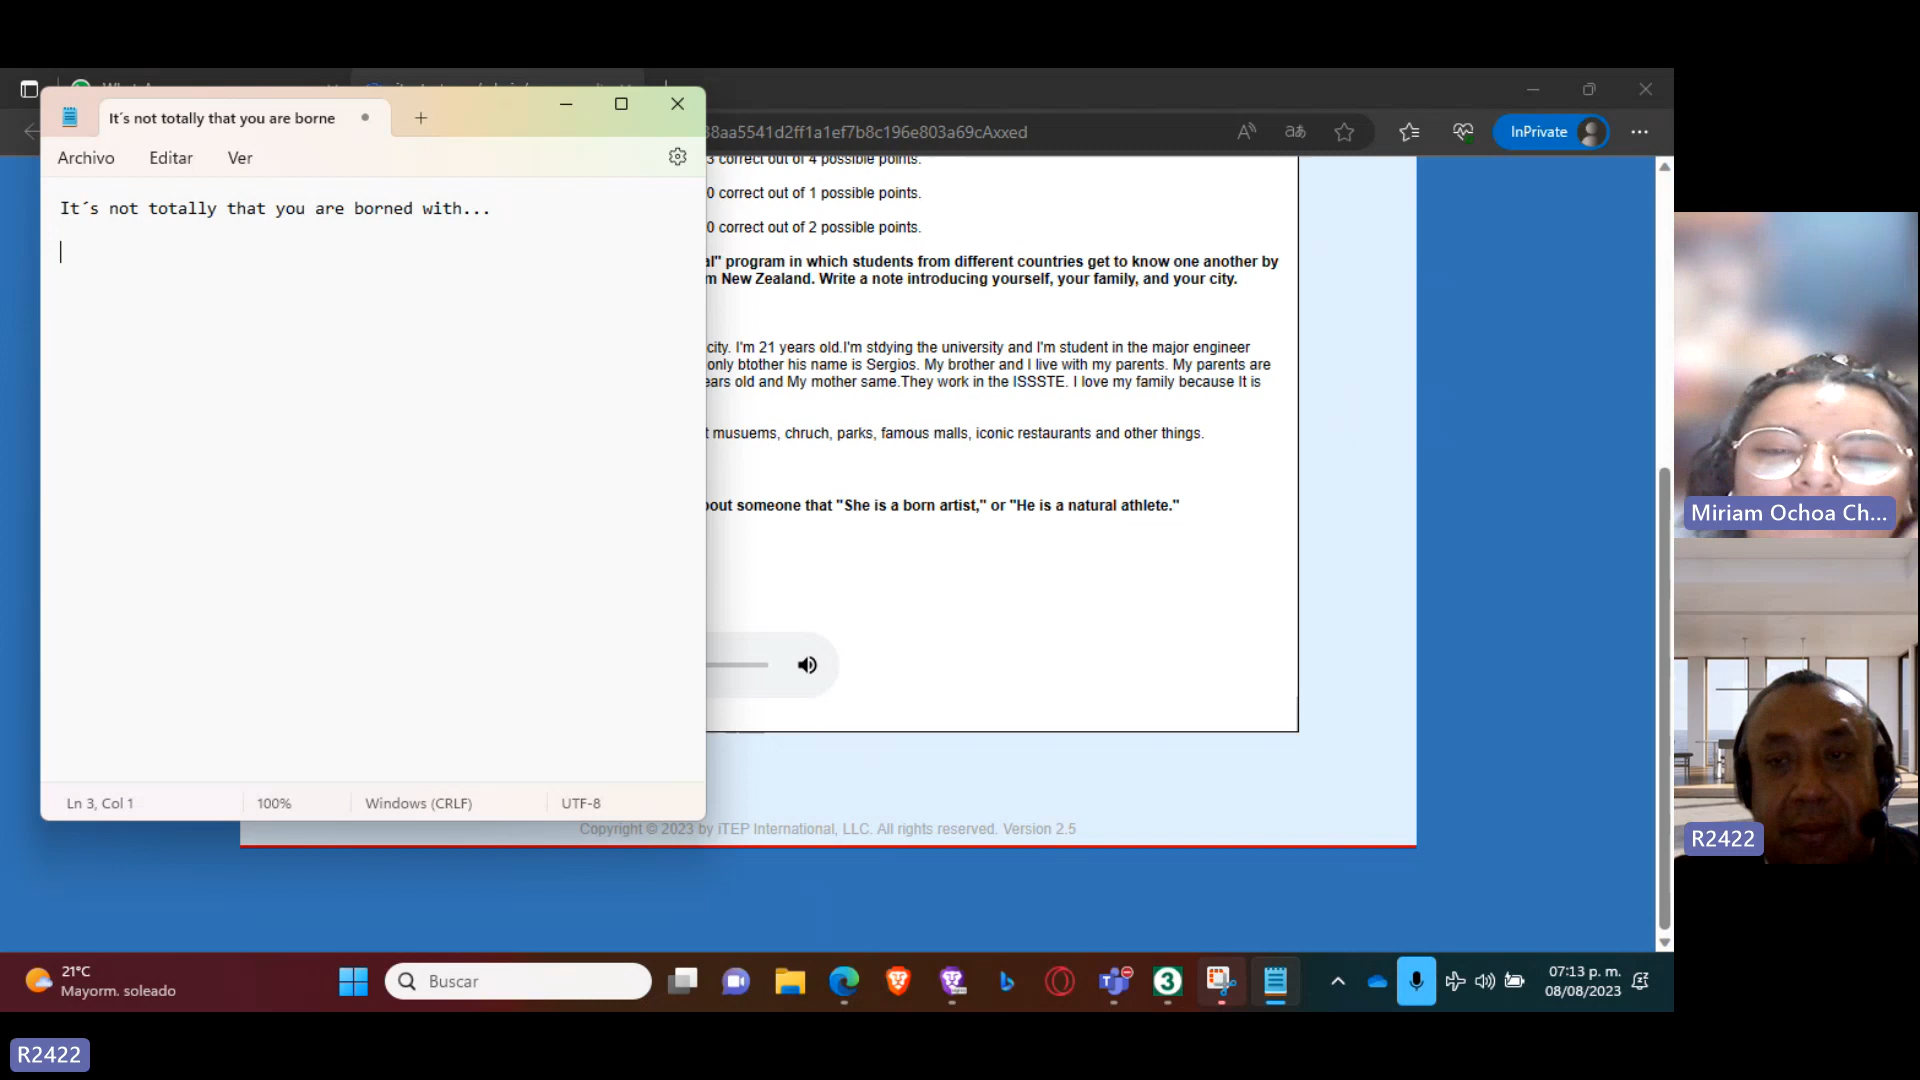 It´s not totally that you are borne
Archivo Editar Ver
It´s not totally that you are borned with...
Ln 3, Col 1 100% Windows (CRLF) UTF-8
38aa5541d2ff1a1ef7b8c196e803a69cAxxed
InPrivate
3 correct out of 4 possible points.
0 correct out of 1 possible points.
0 correct out of 2 possible points.
al" program in which students from different countries get to know one another by
m New Zealand. Write a note introducing yourself, your family, and your city.
city. I'm 21 years old.I'm stdying the university and I'm student in the major engineer
only btother his name is Sergios. My brother and I live with my parents. My parents are
ears old and My mother same.They work in the ISSSTE. I love my family because It is
t musuems, chruch, parks, famous malls, iconic restaurants and other things.
bout someone that "She is a born artist," or "He is a natural athlete."
Copyright © 2023 by iTEP International, LLC. All rights reserved. Version 2.5
Miriam Ochoa Ch...
R2422
21°C
Mayorm. soleado
Buscar
07:13 p. m.
08/08/2023
R2422